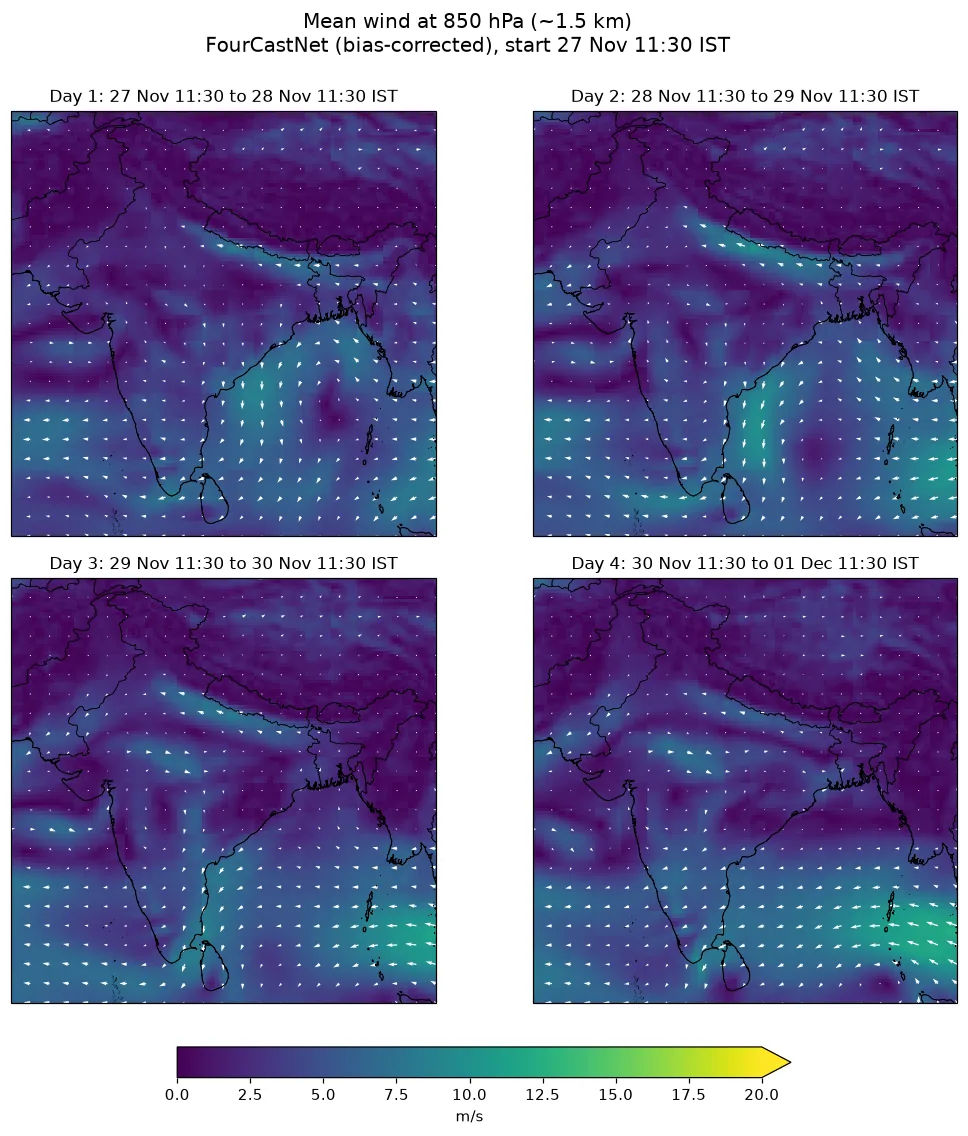 Mean wind at 850 hPa (~1.5 km)
FourCastNet (bias-corrected), start 27 Nov 11:30 IST
Day 1: 27 Nov 11:30 to 28 Nov 11:30 IST
Day 2: 28 Nov 11:30 to 29 Nov 11:30 IST
Day 3: 29 Nov 11:30 to 30 Nov 11:30 IST
Day 4: 30 Nov 11:30 to 01 Dec 11:30 IST
0.0 2.5 5.0 7.5 10.0 12.5 15.0 17.5 20.0
m/s